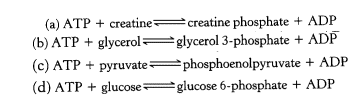 (a) ATP + creatine ⇌ creatine phosphate + ADP
(b) ATP + glycerol ⇌ glycerol 3-phosphate + ADP
(c) ATP + pyruvate ⇌ phosphoenolpyruvate + ADP
(d) ATP + glucose ⇌ glucose 6-phosphate + ADP